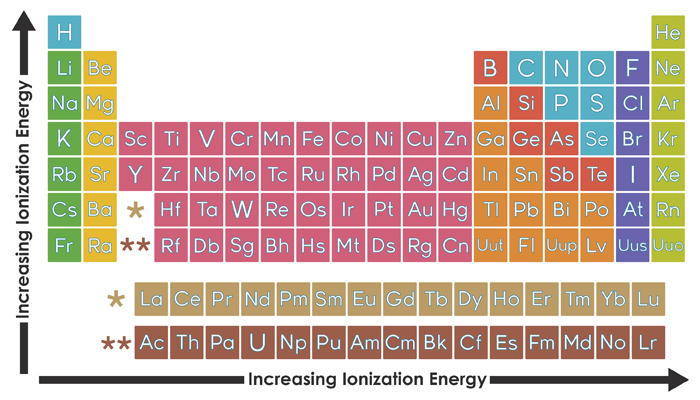 H He
Li Be B C N O F Ne
Na Mg Al Si P S Cl Ar
K Ca Sc Ti V Cr Mn Fe Co Ni Cu Zn Ga Ge As Se Br Kr
Rb Sr Y Zr Nb Mo Tc Ru Rh Pd Ag Cd In Sn Sb Te I Xe
Cs Ba * Hf Ta W Re Os Ir Pt Au Hg Tl Pb Bi Po At Rn
Fr Ra ** Rf Db Sg Bh Hs Mt Ds Rg Cn Uut Fl Uup Lv Uus Uuo
* La Ce Pr Nd Pm Sm Eu Gd Tb Dy Ho Er Tm Yb Lu
** Ac Th Pa U Np Pu Am Cm Bk Cf Es Fm Md No Lr
Increasing Ionization Energy
Increasing Ionization Energy